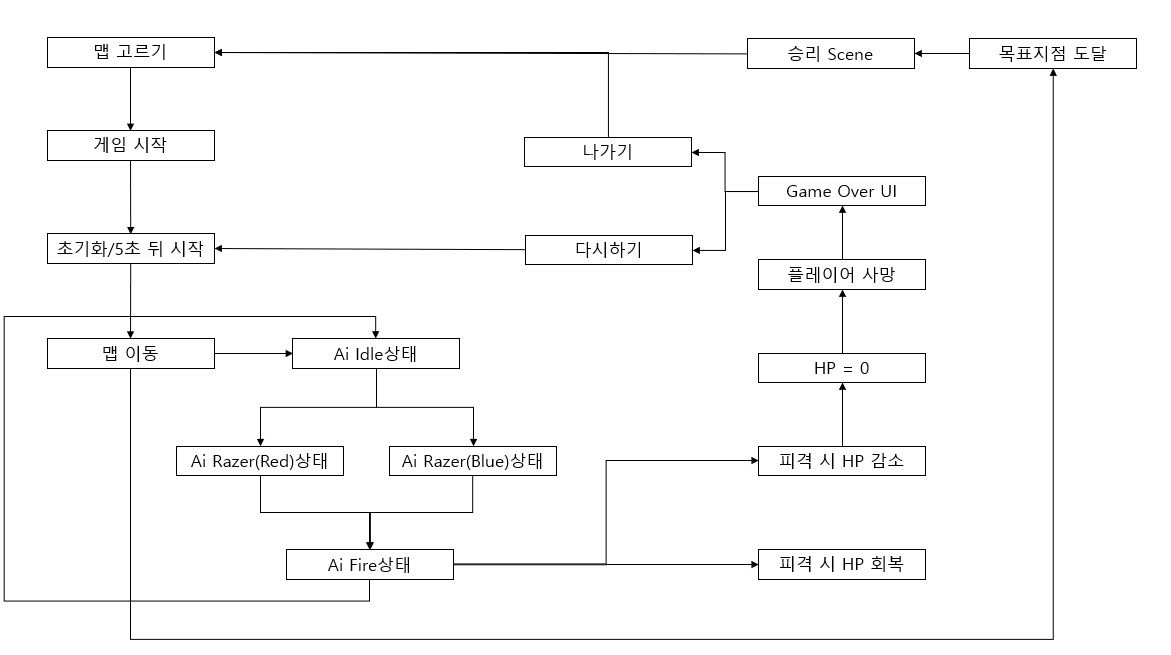 맵 고르기
승리 Scene
목표지점 도달
게임 시작
나가기
Game Over UI
초기화/5초 뒤 시작
다시하기
플레이어 사망
맵 이동
Ai Idle상태
HP = 0
Ai Razer(Red)상태
Ai Razer(Blue)상태
피격 시 HP 감소
Ai Fire상태
피격 시 HP 회복